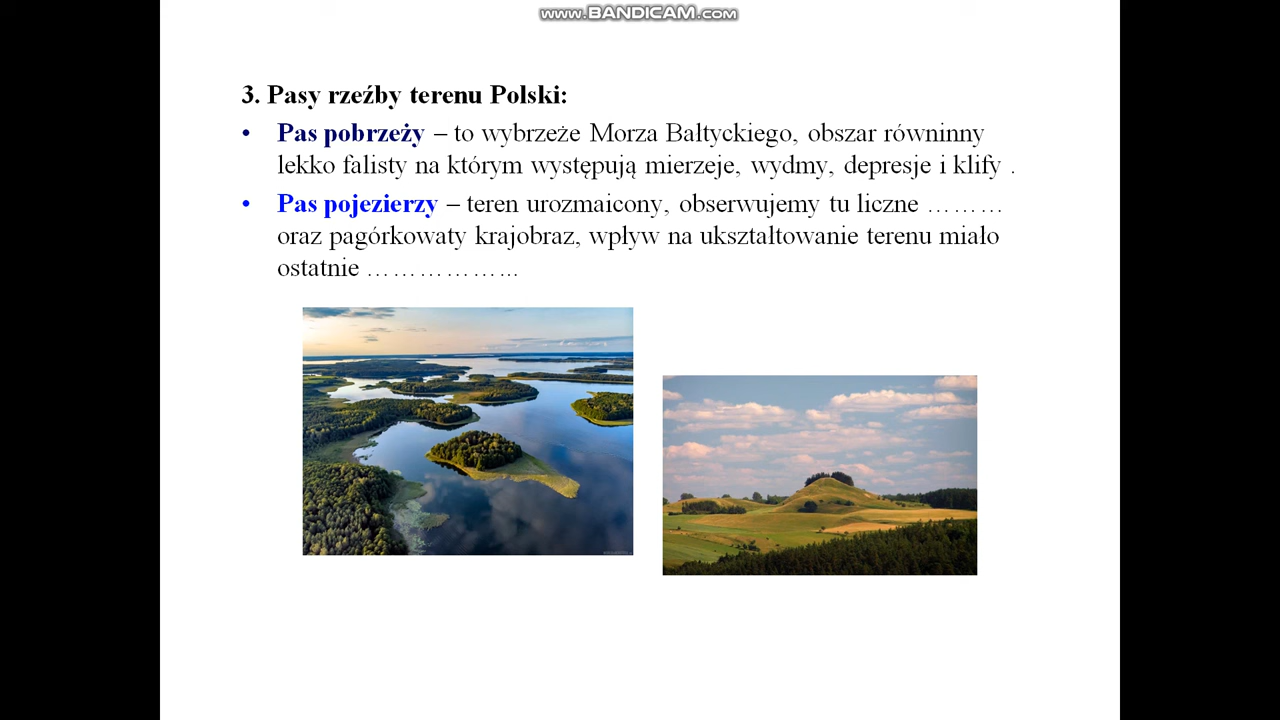 www.BANDICAM.com
3. Pasy rzeźby terenu Polski:
• Pas pobrzeży – to wybrzeże Morza Bałtyckiego, obszar równinny
lekko falisty na którym występują mierzeje, wydmy, depresje i klify .
• Pas pojezierzy – teren urozmaicony, obserwujemy tu liczne ………
oraz pagórkowaty krajobraz, wpływ na ukształtowanie terenu miało
ostatnie ……………...